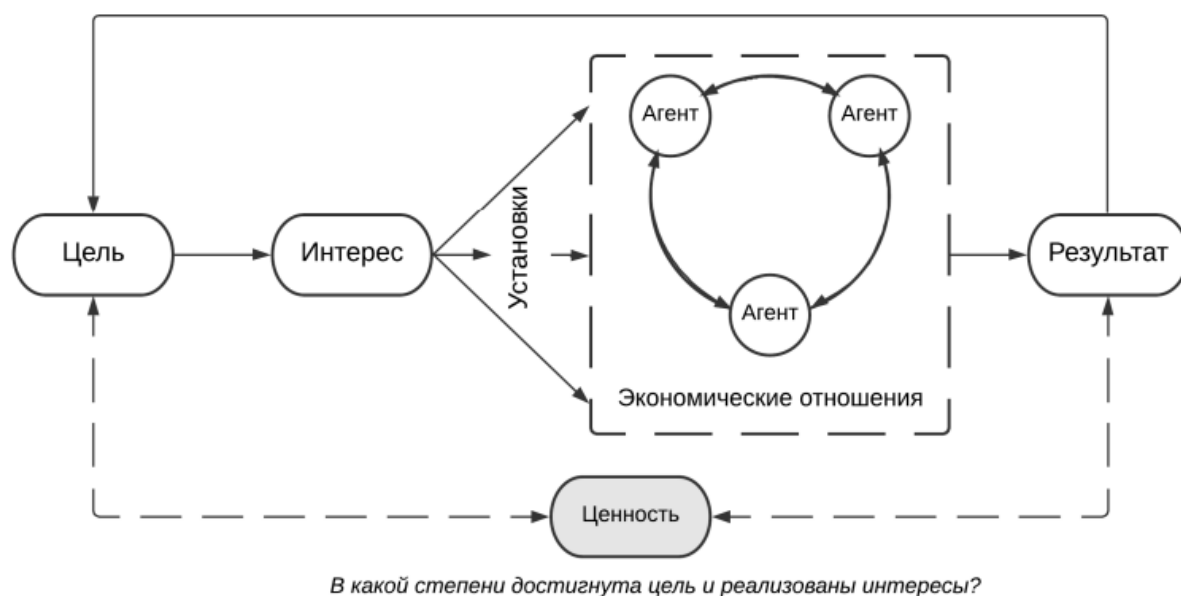 Агент
Агент
Цель
Интерес
Установки
Результат
Агент
Экономические отношения
Ценность
В какой степени достигнута цель и реализованы интересы?